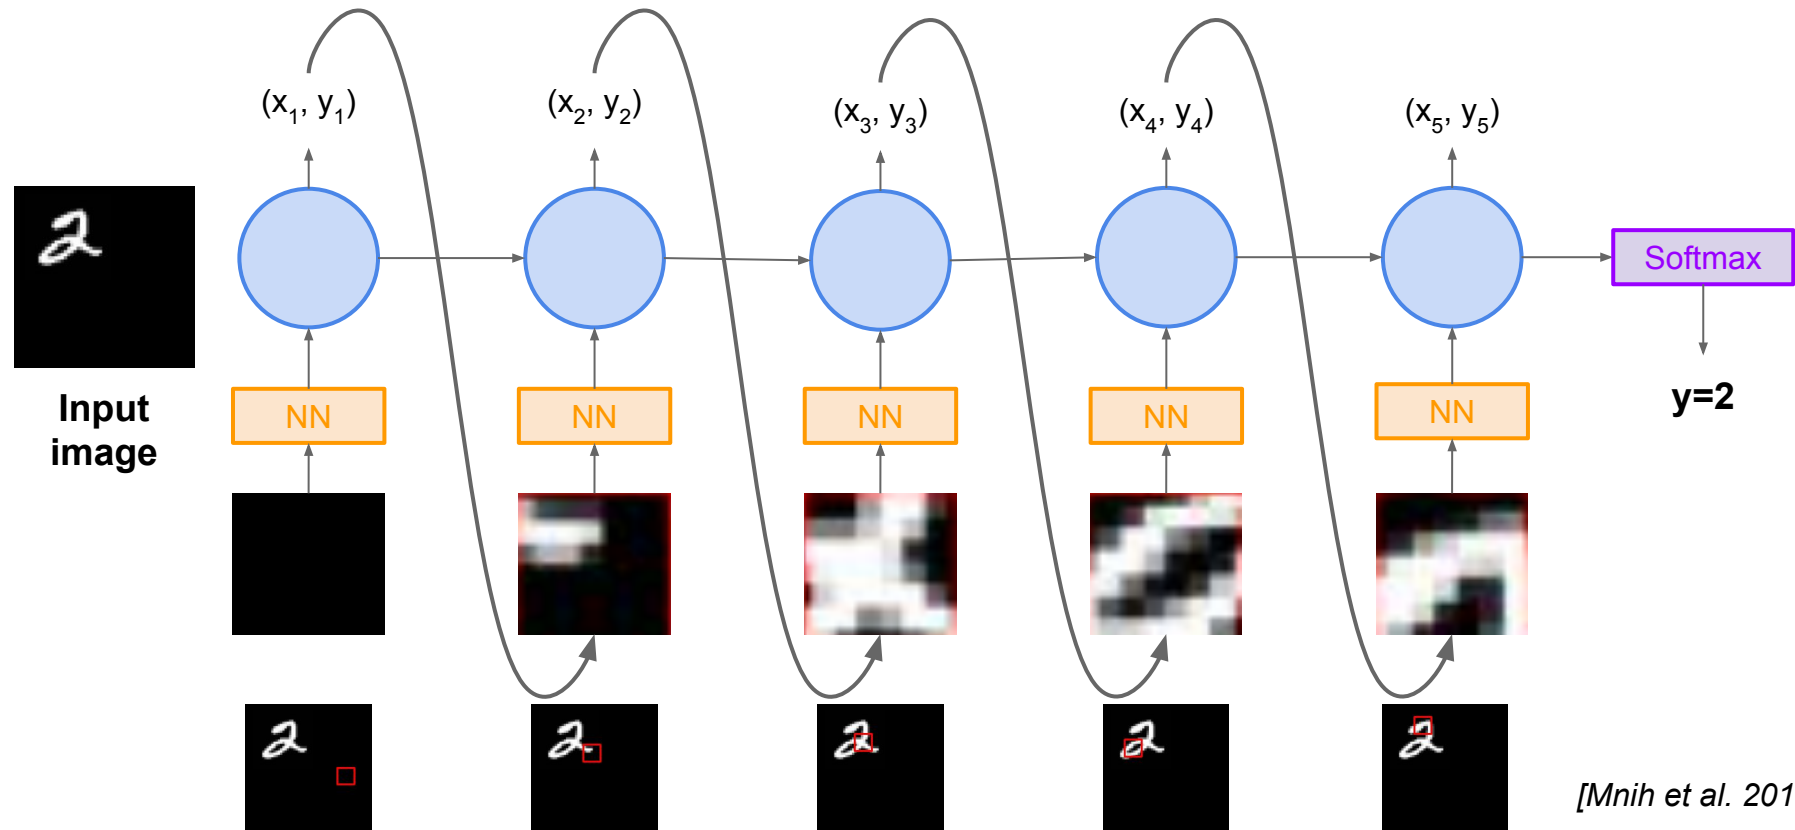 (x₁, y₁) (x₂, y₂) (x₃, y₃) (x₄, y₄) (x₅, y₅)
Softmax
Input
image
NN NN NN NN NN
y=2
[Mnih et al. 201